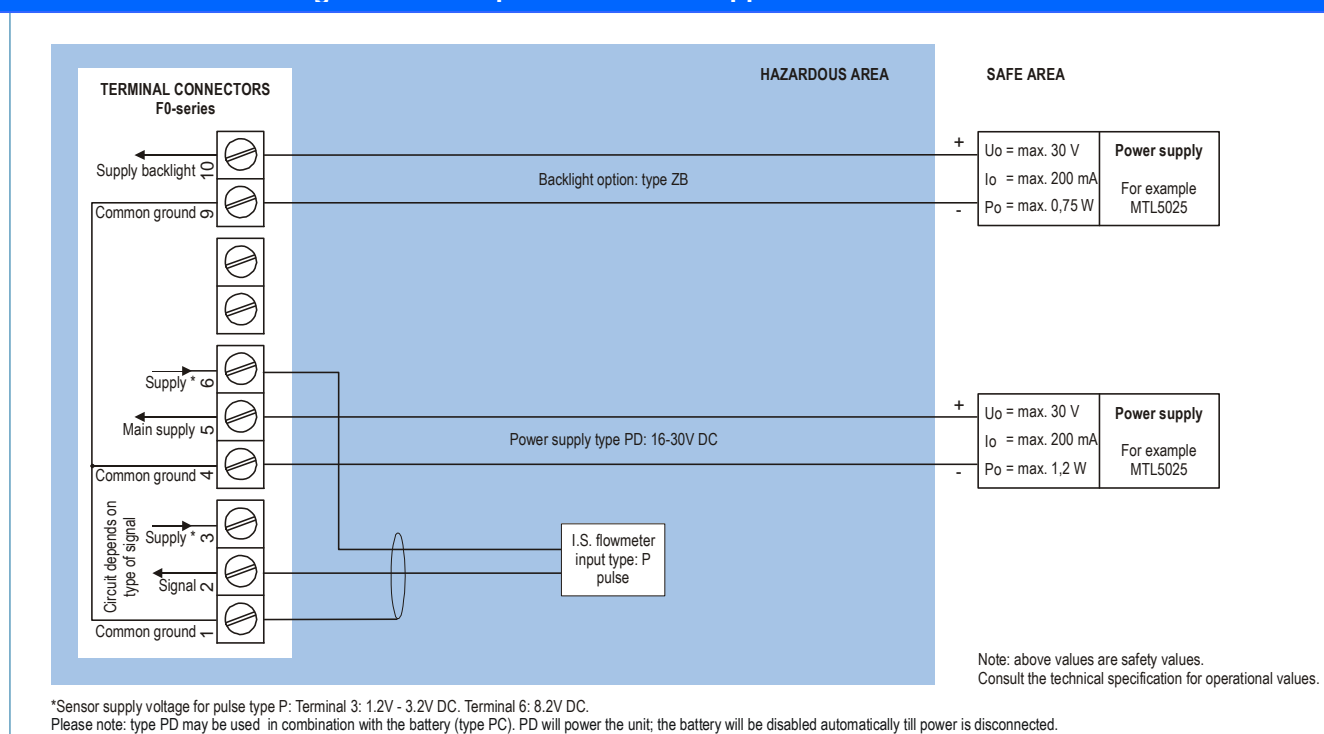 HAZARDOUS AREA
SAFE AREA
TERMINAL CONNECTORS
F0-series
Supply backlight 10
Common ground 9
Supply * 6
Main supply 5
Common ground 4
Circuit depends on
type of signal
Supply * 3
Signal 2
Common ground 1
Backlight option: type ZB
+
-
Uo = max. 30 V
Io = max. 200 mA
Po = max. 0,75 W
Power supply
For example
MTL5025
Power supply type PD: 16-30V DC
+
-
Uo = max. 30 V
Io = max. 200 mA
Po = max. 1,2 W
Power supply
For example
MTL5025
I.S. flowmeter
input type: P
pulse
Note: above values are safety values.
Consult the technical specification for operational values.
*Sensor supply voltage for pulse type P: Terminal 3: 1.2V - 3.2V DC. Terminal 6: 8.2V DC.
Please note: type PD may be used in combination with the battery (type PC). PD will power the unit; the battery will be disabled automatically till power is disconnected.